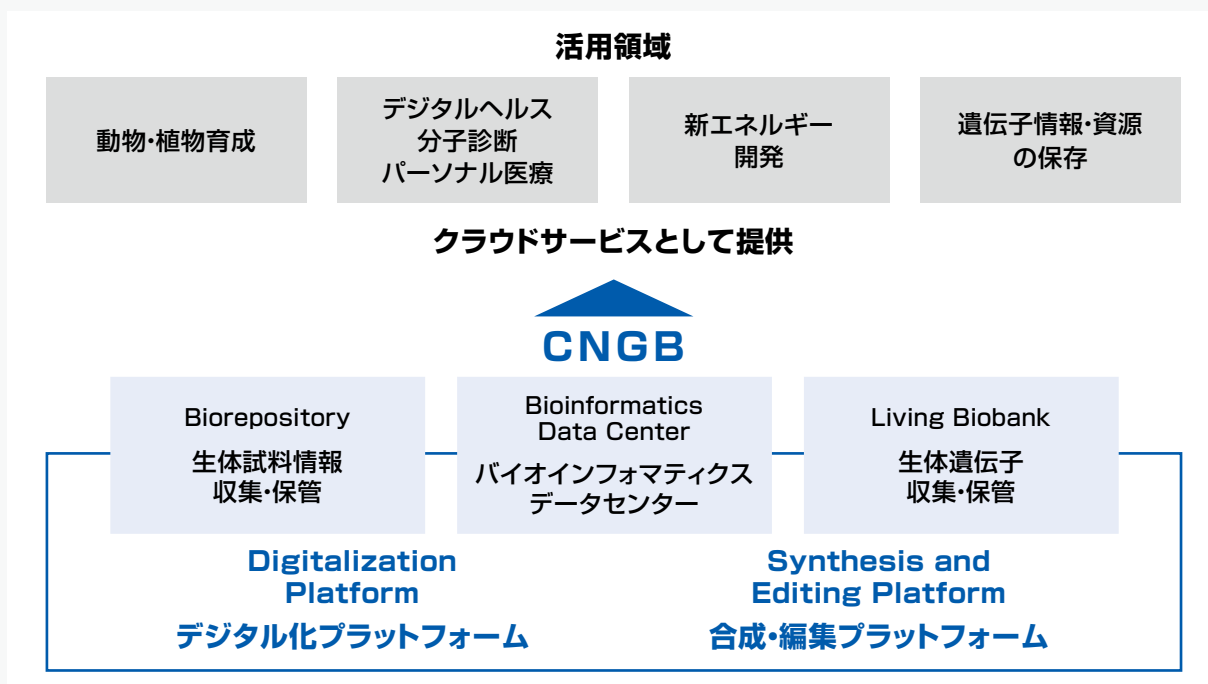 活用領域
動物・植物育成
デジタルヘルス
分子診断
パーソナル医療
新エネルギー
開発
遺伝子情報・資源
の保存
クラウドサービスとして提供
CNGB
Biorepository
生体試料情報
収集・保管
Bioinformatics
Data Center
バイオインフォマティクス
データセンター
Living Biobank
生体遺伝子
収集・保管
Digitalization
Platform
デジタル化プラットフォーム
Synthesis and
Editing Platform
合成・編集プラットフォーム